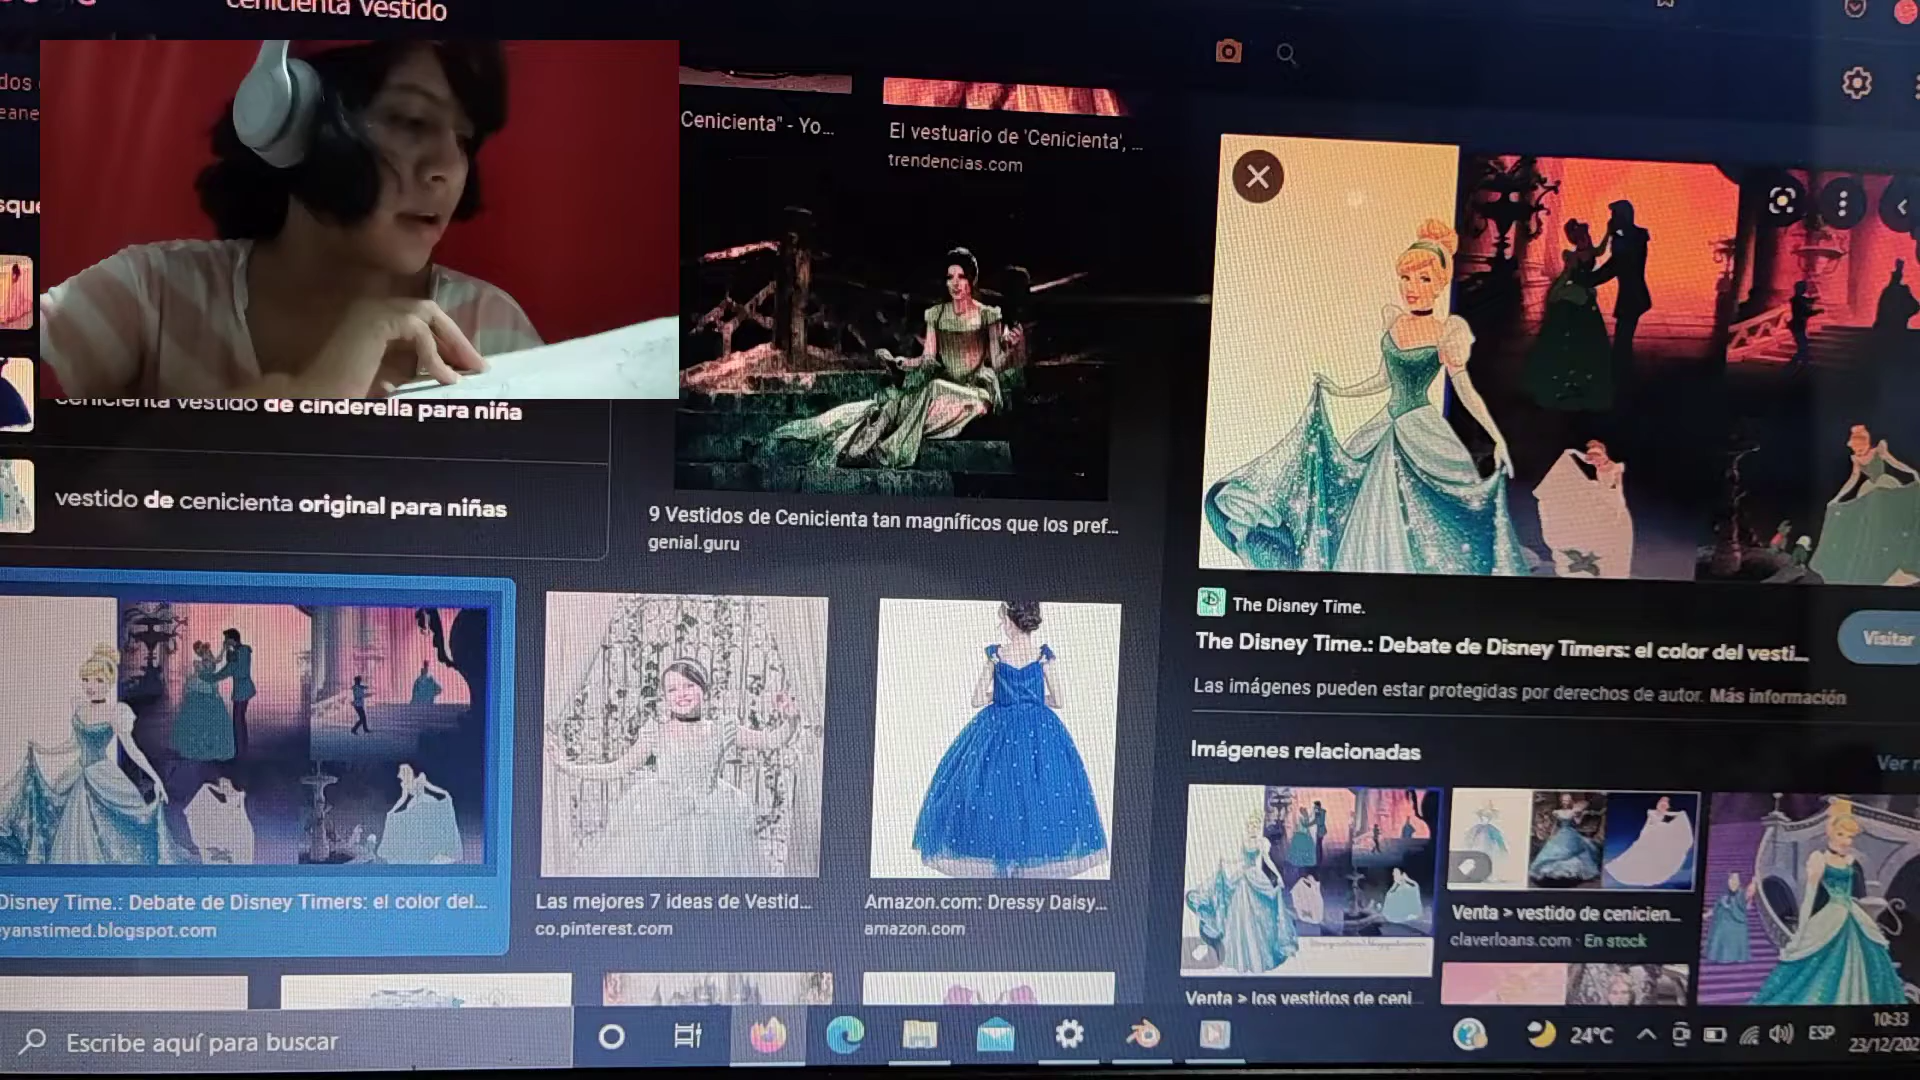 cenicienta vestido
dos
eane
sque
Cenicienta" - Yo...
El vestuario de 'Cenicienta', ...
trendencias.com
cenicienta vestido de cinderella para niña
vestido de cenicienta original para niñas
9 Vestidos de Cenicienta tan magníficos que los pref...
genial.guru
The Disney Time.
The Disney Time.: Debate de Disney Timers: el color del vesti...
Visitar
Las imágenes pueden estar protegidas por derechos de autor. Más información
Imágenes relacionadas
Ver
Disney Time.: Debate de Disney Timers: el color del...
yanstimed.blogspot.com
Las mejores 7 ideas de Vestid...
co.pinterest.com
Amazon.com: Dressy Daisy...
amazon.com
Venta > vestido de cenicien...
claverloans.com · En stock
Venta > los vestidos de ceni
Escribe aquí para buscar
24°C
ESP
10:33
23/12/202